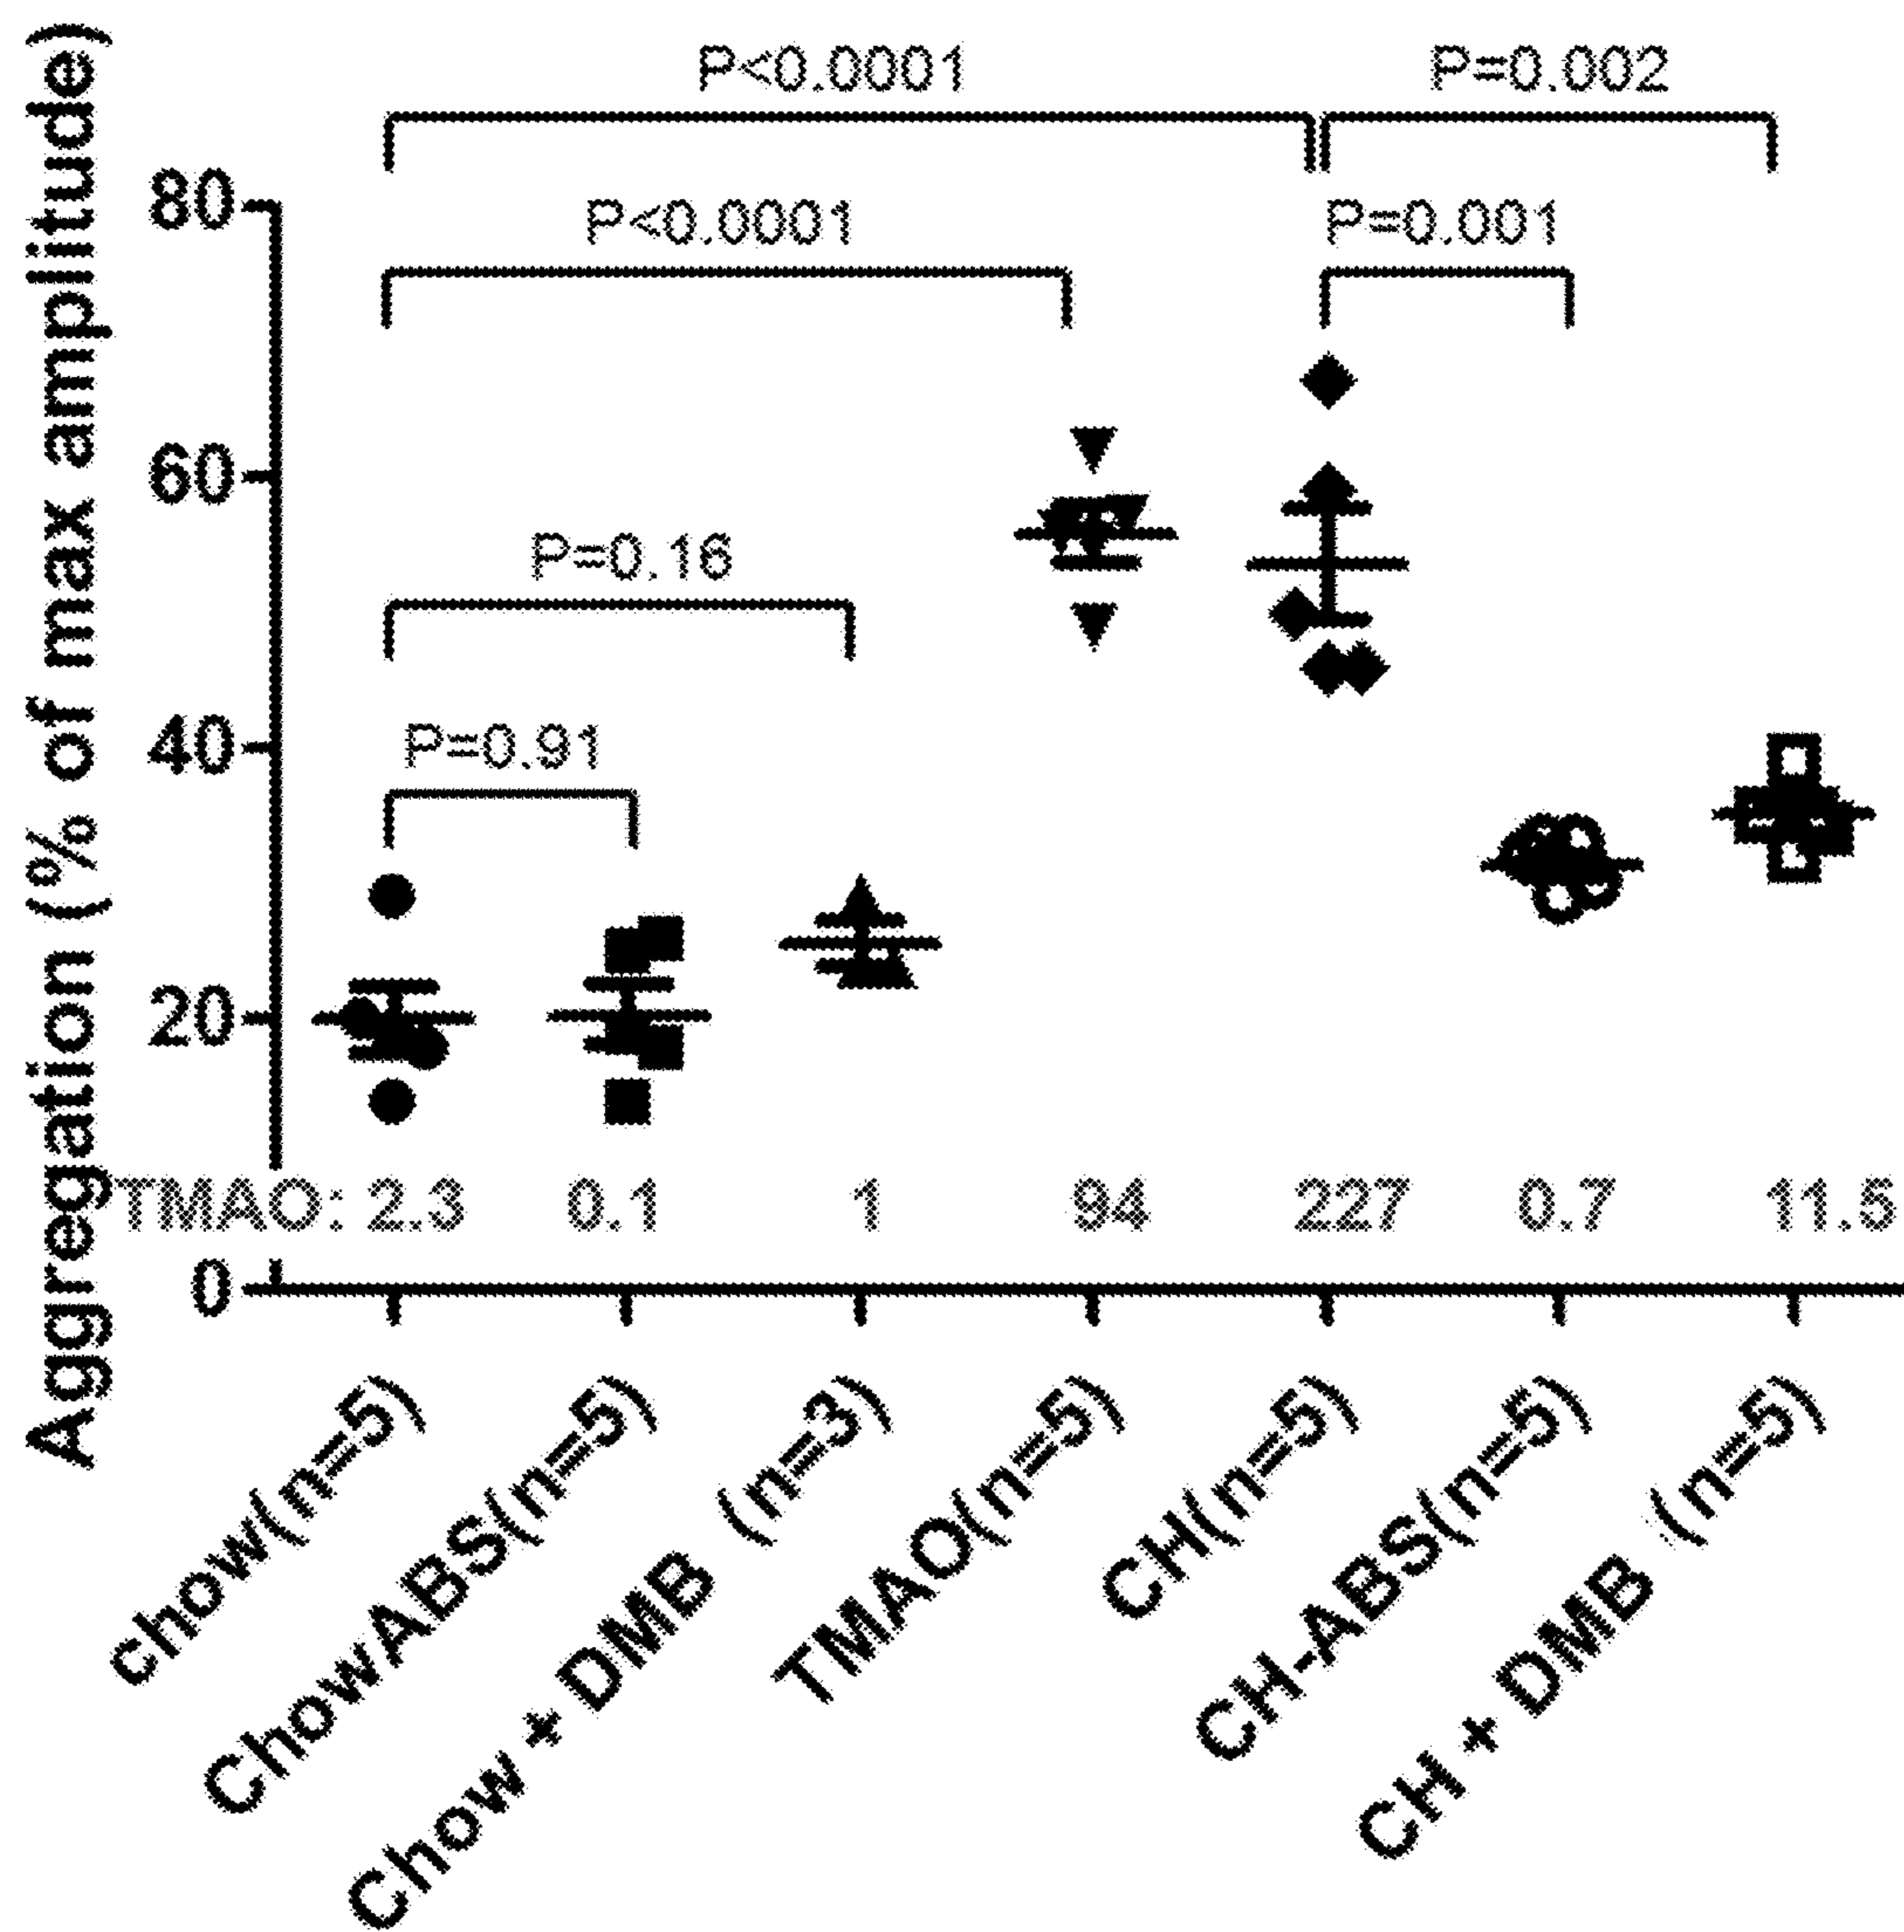 Aggregation (% of max amplitude)
P<0.0001
P=0.002
P<0.0001
P=0.001
P=0.16
P=0.91
80
60
40
20
0
TMAO: 2.3 0.1 1 94 227 0.7 11.5
chow(n=5)
ChowABS(n=5)
Chow + DMB (n=3)
TMAO(n=5)
CH(n=5)
CH-ABS(n=5)
CH + DMB (n=5)